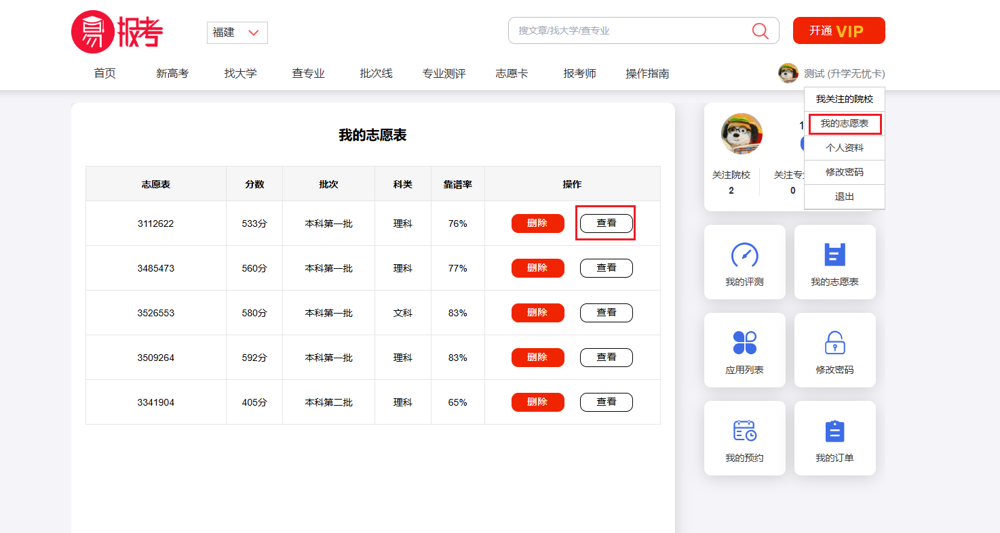 易 报考
福建
搜文章/找大学/查专业
开通 VIP
首页 新高考 找大学 查专业 批次线 专业测评 志愿卡 报考师 操作指南
测试 (升学无忧卡)
我关注的院校
我的志愿表
个人资料
修改密码
退出
我的志愿表
志愿表 分数 批次 科类 靠谱率 操作
3112622 533分 本科第一批 理科 76% 删除 查看
3485473 560分 本科第一批 理科 77% 删除 查看
3526553 580分 本科第一批 文科 83% 删除 查看
3509264 592分 本科第一批 理科 83% 删除 查看
3341904 405分 本科第二批 理科 65% 删除 查看
1
关注院校 关注专
2 0
我的评测 我的志愿表
应用列表 修改密码
我的预约 我的订单